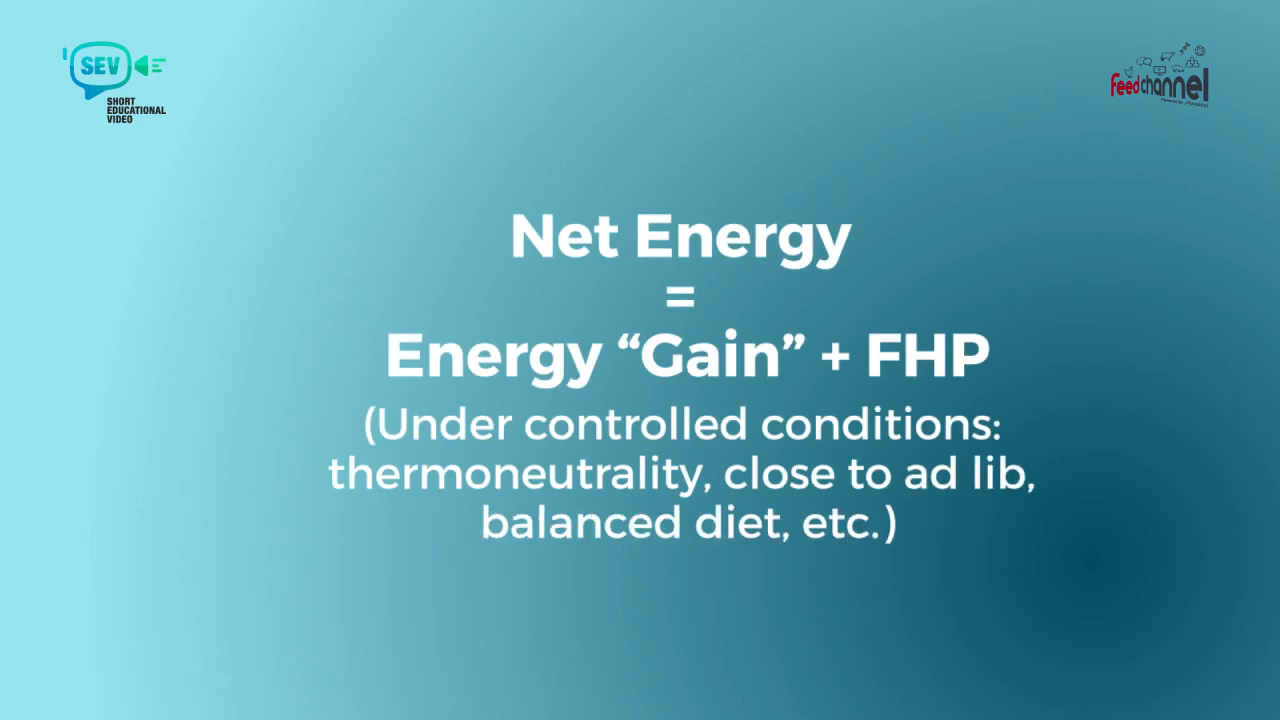 SEV
SHORT
EDUCATIONAL
VIDEO
feedchannel
Net Energy
=
Energy “Gain” + FHP
(Under controlled conditions:
thermoneutrality, close to ad lib,
balanced diet, etc.)